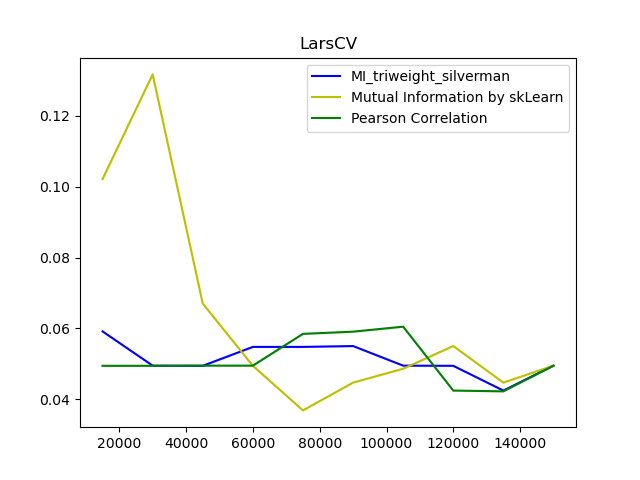 LarsCV
MI_triweight_silverman
Mutual Information by skLearn
Pearson Correlation
0.12
0.10
0.08
0.06
0.04
20000 40000 60000 80000 100000 120000 140000